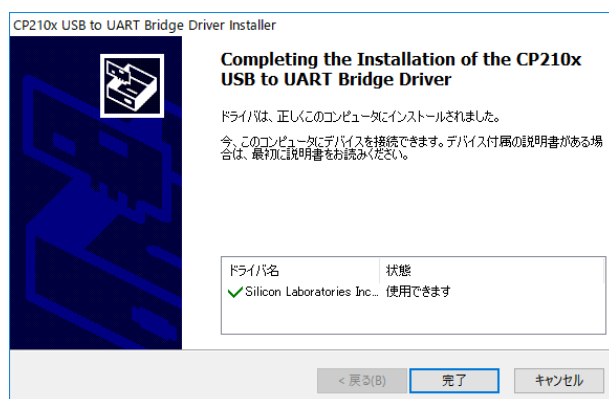 CP210x USB to UART Bridge Driver Installer
Completing the Installation of the CP210x
USB to UART Bridge Driver
ドライバは、正しくこのコンピュータにインストールされました。
今、このコンピュータにデバイスを接続できます。デバイス付属の説明書がある場
合は、最初に説明書をお読みください。
ドライバ名 状態
Silicon Laboratories Inc... 使用できます
< 戻る(B) 完了 キャンセル